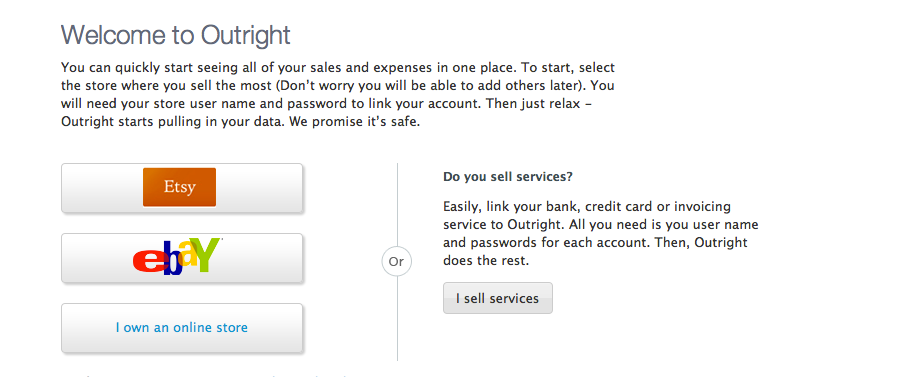 Welcome to Outright
You can quickly start seeing all of your sales and expenses in one place. To start, select
the store where you sell the most (Don't worry you will be able to add others later). You
will need your store user name and password to link your account. Then just relax –
Outright starts pulling in your data. We promise it's safe.
Etsy
ebaY
I own an online store
Or
Do you sell services?
Easily, link your bank, credit card or invoicing
service to Outright. All you need is you user name
and passwords for each account. Then, Outright
does the rest.
I sell services